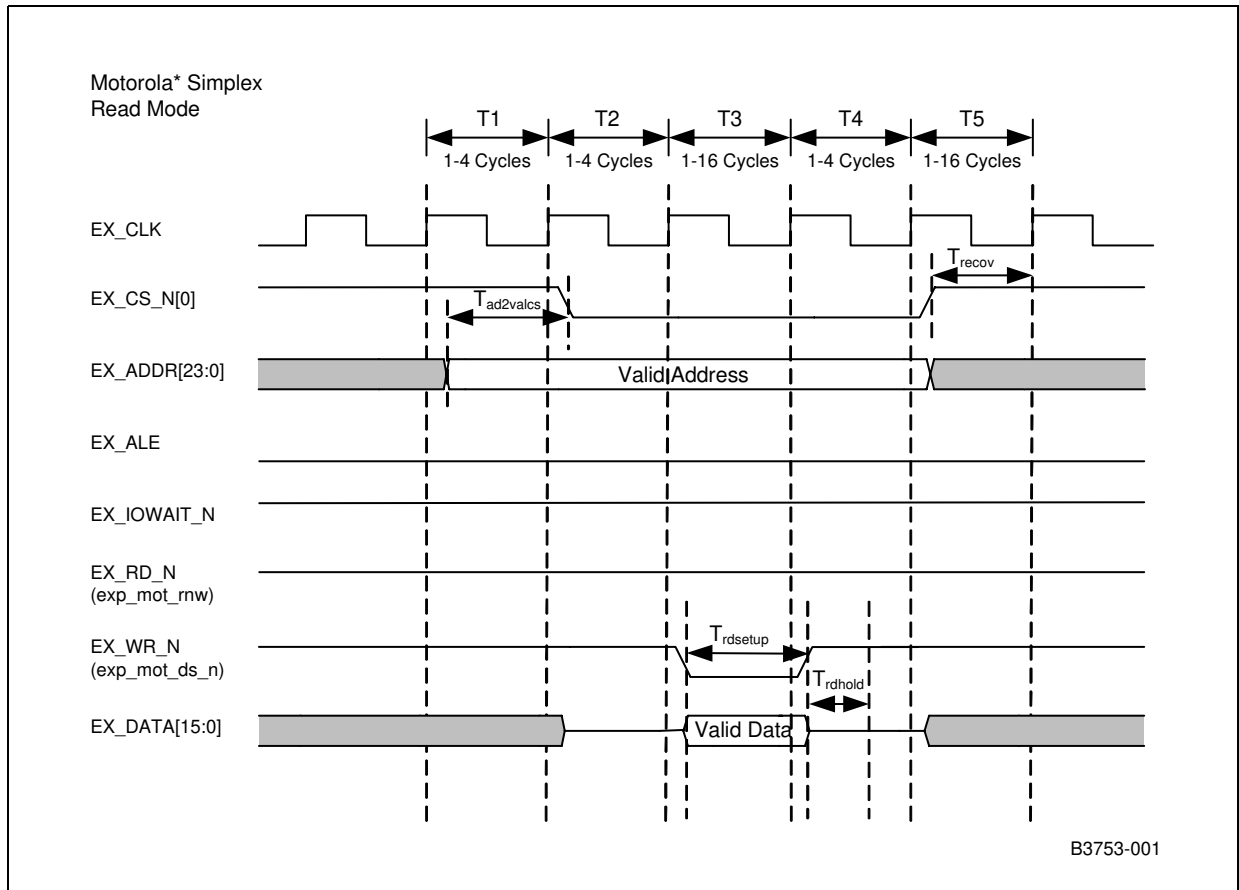 Motorola* Simplex
Read Mode
T1 T2 T3 T4 T5
1-4 Cycles 1-4 Cycles 1-16 Cycles 1-4 Cycles 1-16 Cycles
EX_CLK
Trecov
EX_CS_N[0]
Tad2valcs
EX_ADDR[23:0] Valid Address
EX_ALE
EX_IOWAIT_N
EX_RD_N
(exp_mot_rnw)
EX_WR_N
(exp_mot_ds_n)
Trdsetup
Trdhold
EX_DATA[15:0] Valid Data
B3753-001